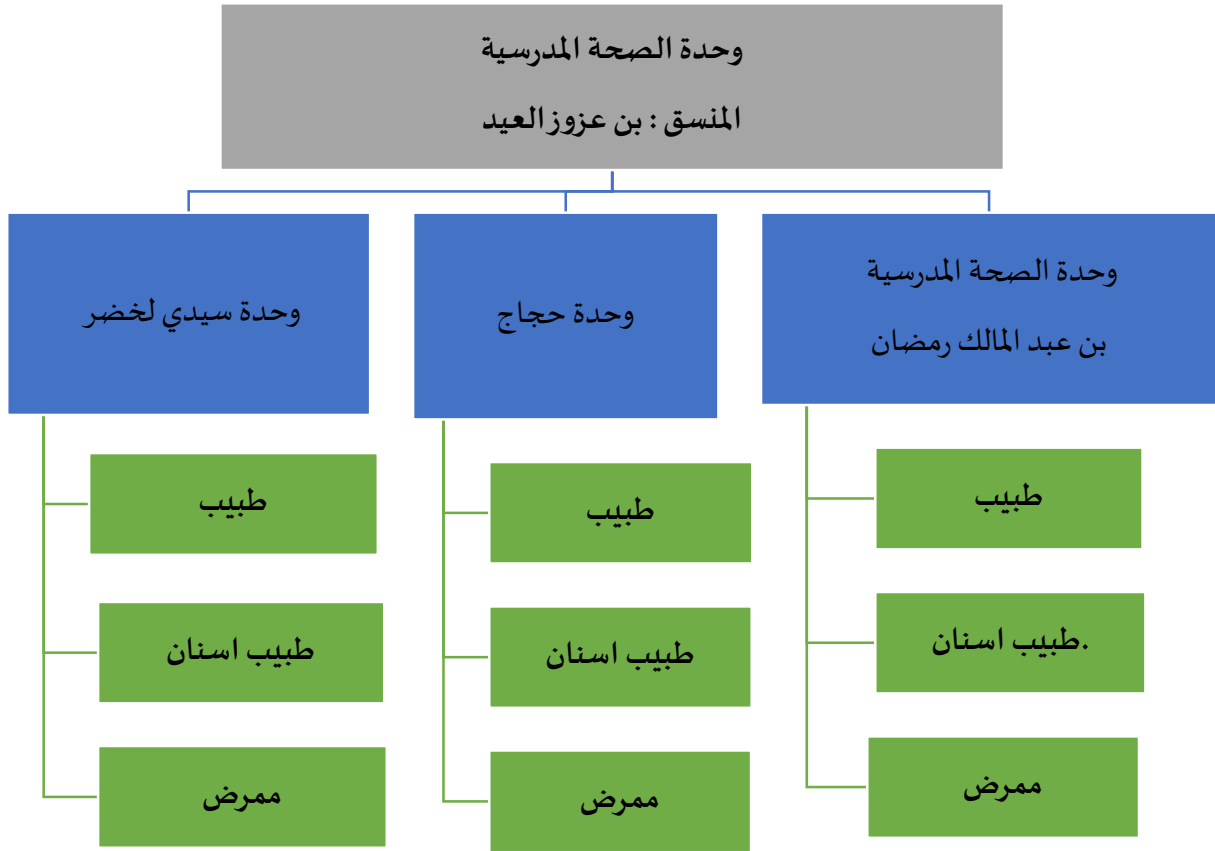 وحدة الصحة المدرسية
المنسق : بن عزوز العيد
وحدة الصحة المدرسية
بن عبد المالك رمضان
طبيب
.طبيب اسنان
ممرض
وحدة حجاج
طبيب
طبيب اسنان
ممرض
وحدة سيدي لخضر
طبيب
طبيب اسنان
ممرض